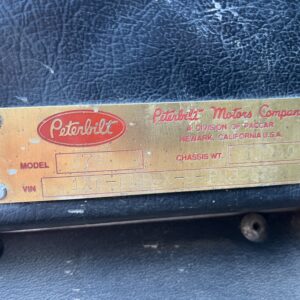 Peterbilt
Peterbilt Motors Company
A DIVISION OF PACCAR
NEWARK, CALIFORNIA U.S.A.
MODEL
CHASSIS WT.
VIN